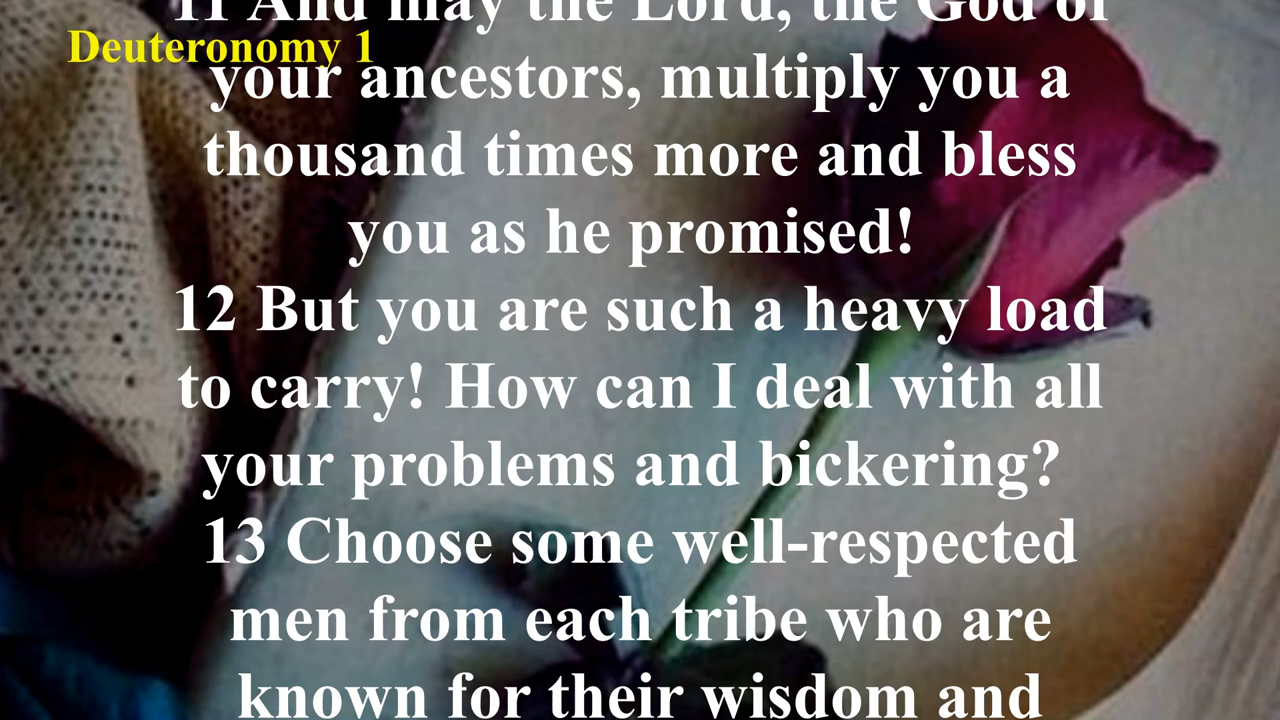 11 And may the Lord, the God of
Deuteronomy 1
your ancestors, multiply you a
thousand times more and bless
you as he promised!
12 But you are such a heavy load
to carry! How can I deal with all
your problems and bickering?
13 Choose some well-respected
men from each tribe who are
known for their wisdom and